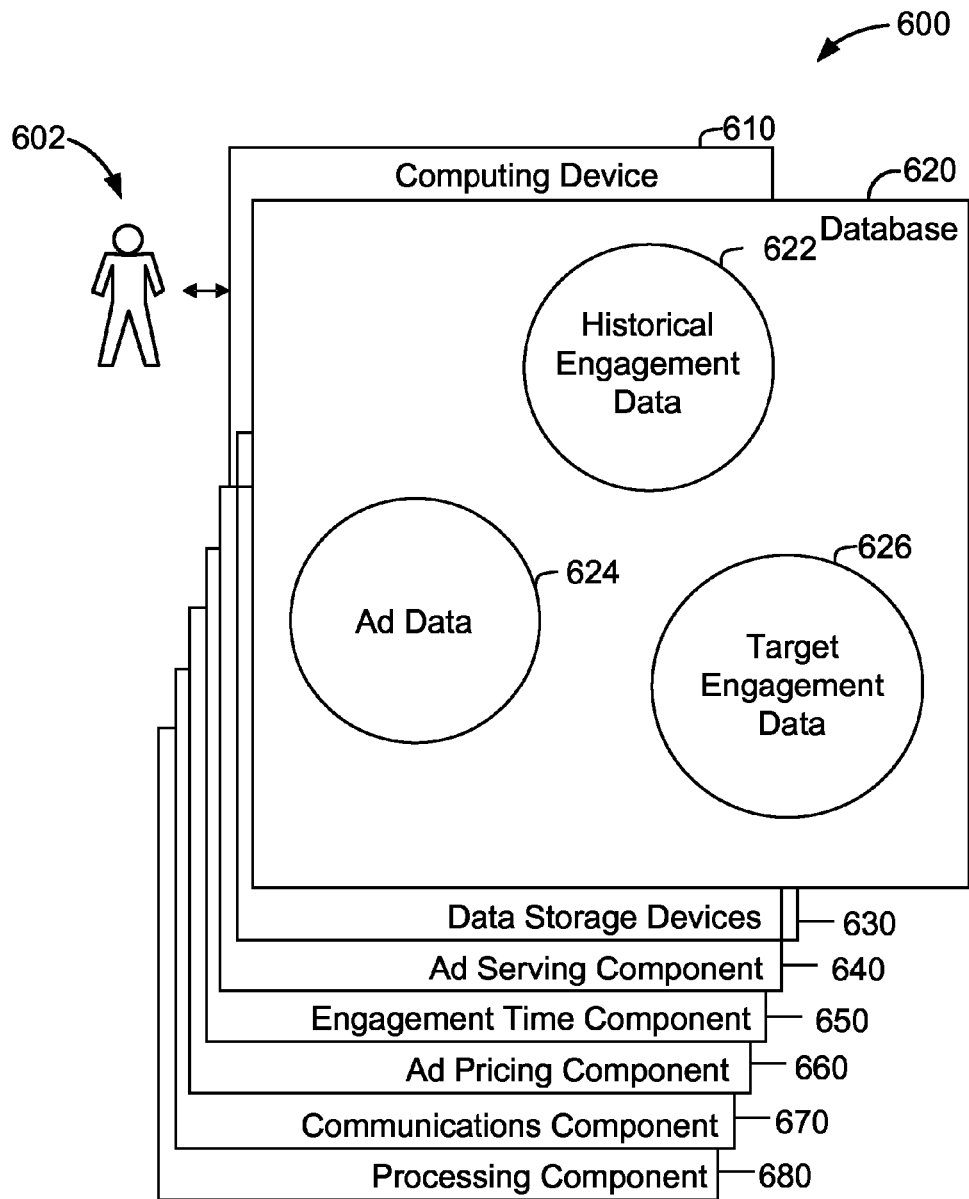 600
602
610
Computing Device
620
Database
622
Historical
Engagement
Data
624
Ad Data
626
Target
Engagement
Data
Data Storage Devices
630
Ad Serving Component
640
Engagement Time Component
650
Ad Pricing Component
660
Communications Component
670
Processing Component
680